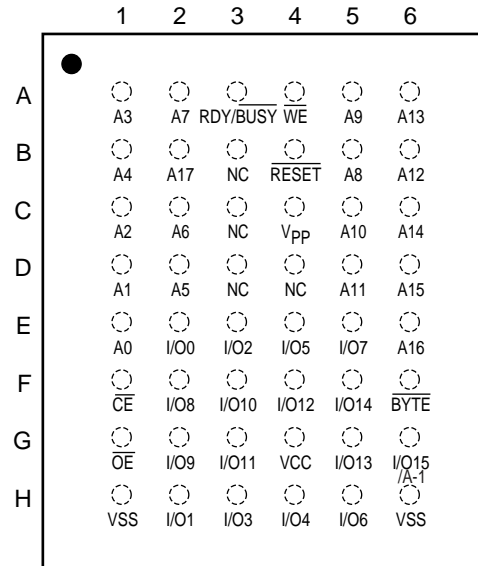 1 2 3 4 5 6
A
A3 A7 RDY/BUSY WE A9 A13
B
A4 A17 NC RESET A8 A12
C
A2 A6 NC VPP A10 A14
D
A1 A5 NC NC A11 A15
E
A0 I/O0 I/O2 I/O5 I/O7 A16
F
CE I/O8 I/O10 I/O12 I/O14 BYTE
G
OE I/O9 I/O11 VCC I/O13 I/O15
/A-1
H
VSS I/O1 I/O3 I/O4 I/O6 VSS